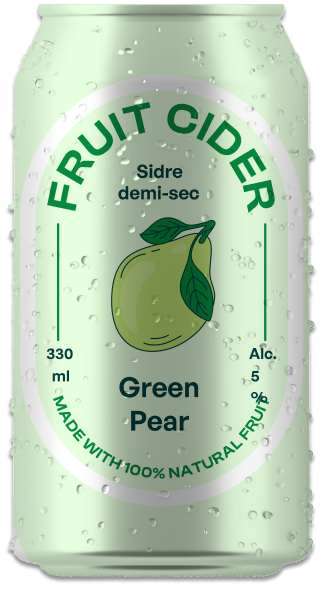 FRUIT CIDER
Sidre
demi-sec
330
ml
Alc.
5
%
Green
Pear
MADE WITH 100% NATURAL FRUIT